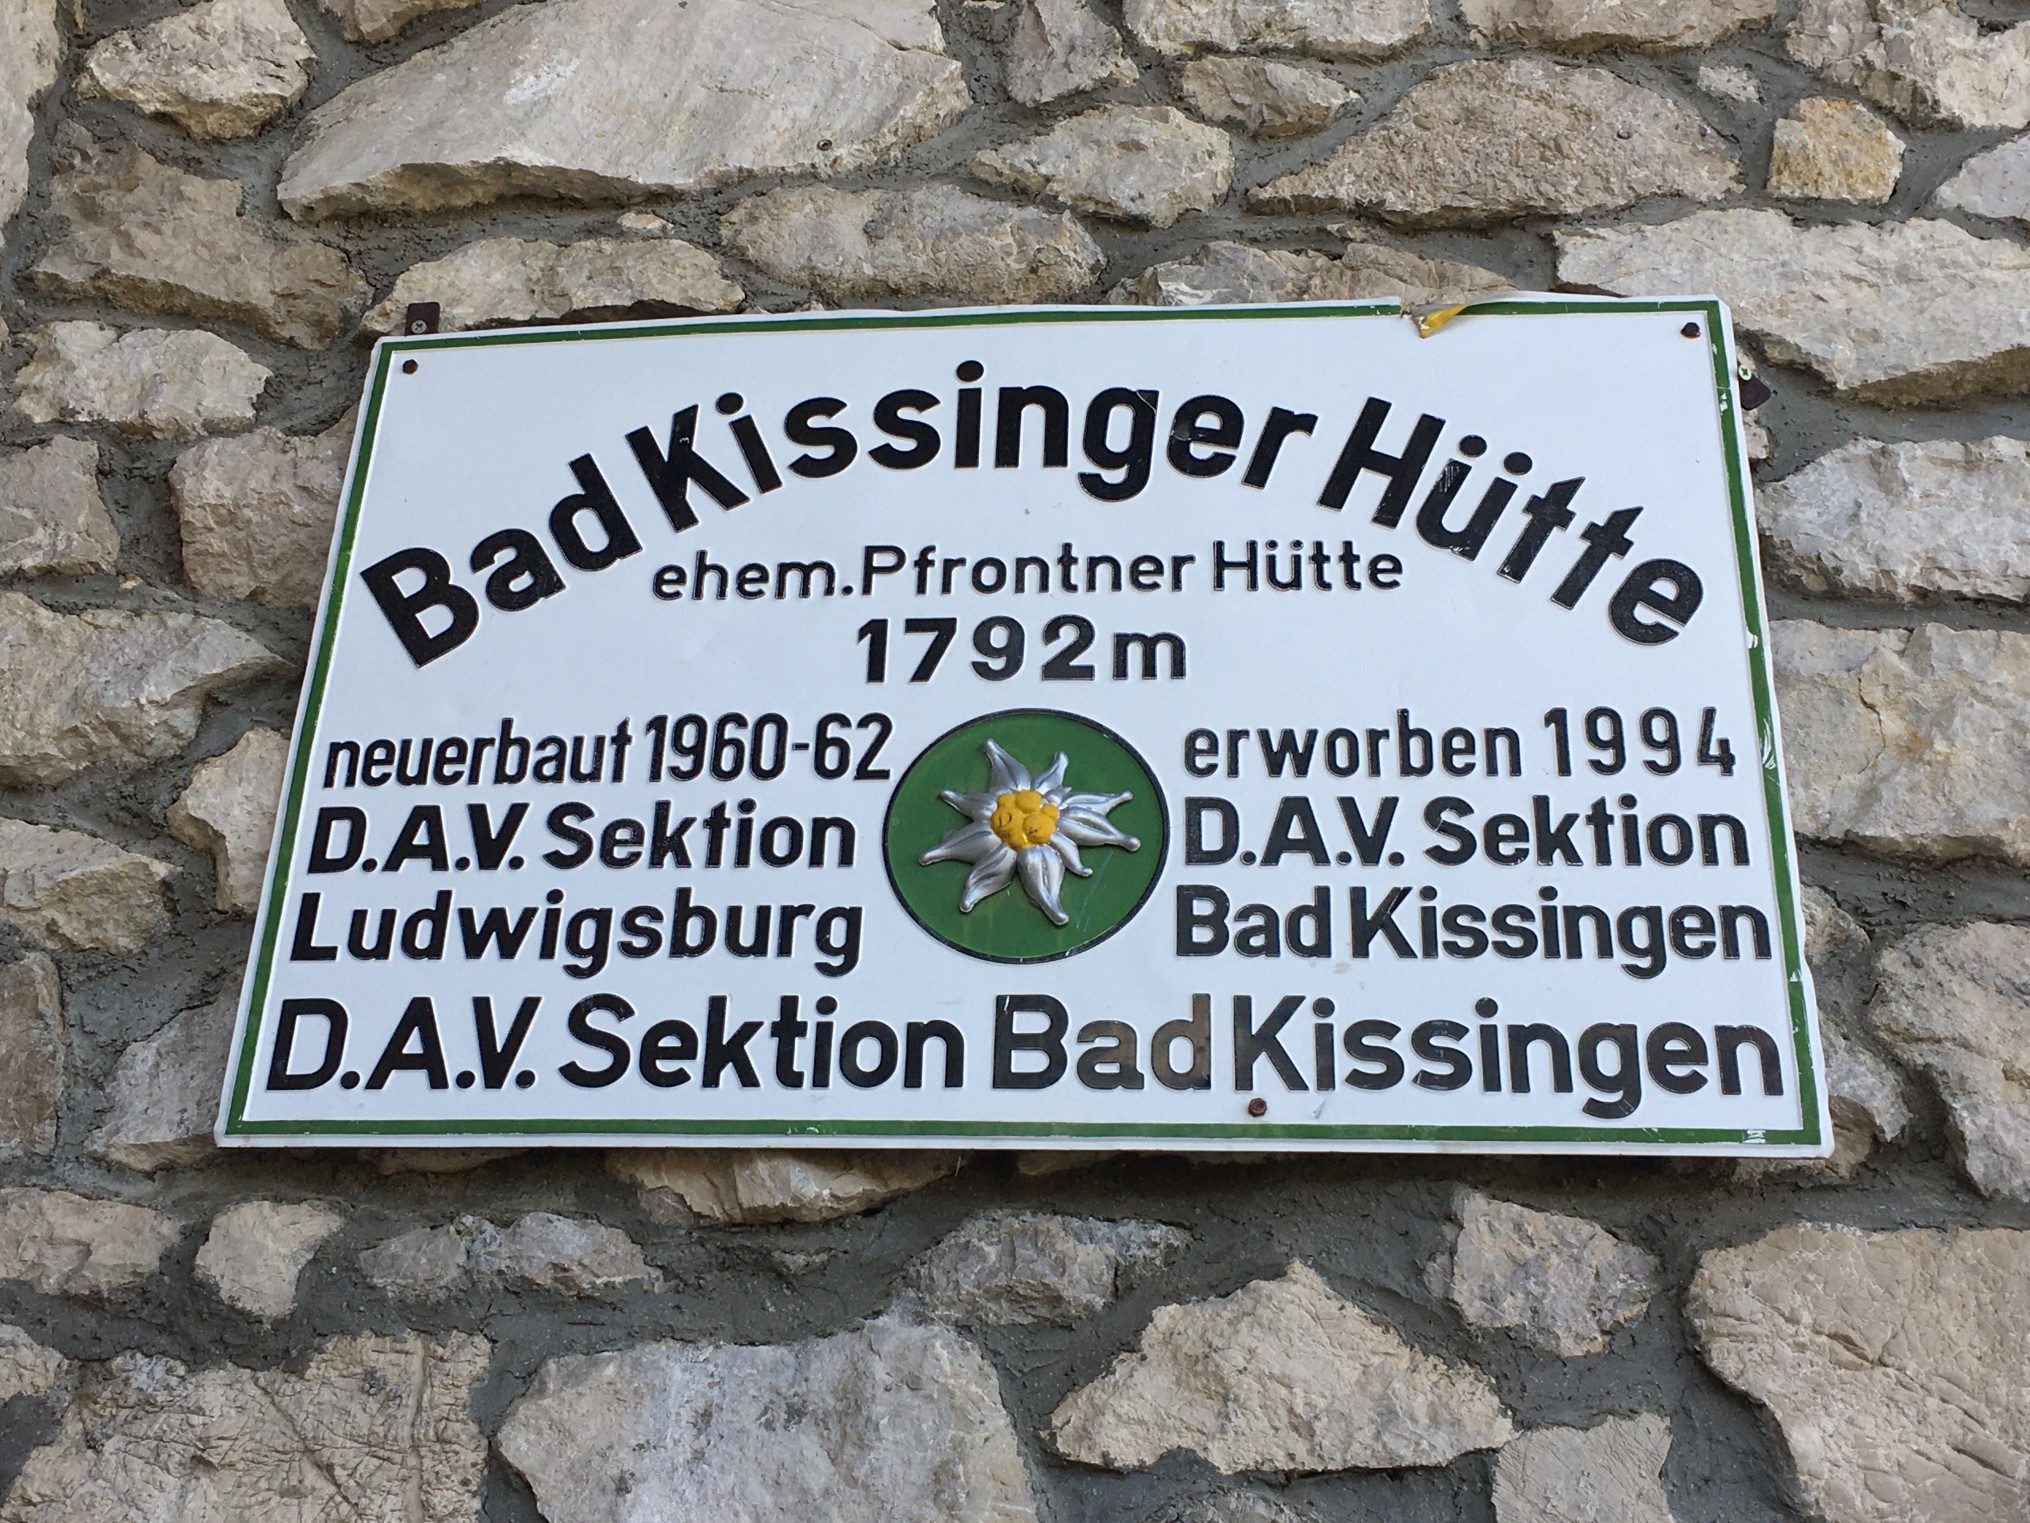 Bad Kissinger Hütte
ehem. Pfrontner Hütte
1792m
neuerbaut 1960-62
D.A.V. Sektion
Ludwigsburg
erworben 1994
D.A.V. Sektion
Bad Kissingen
D.A.V. Sektion Bad Kissingen